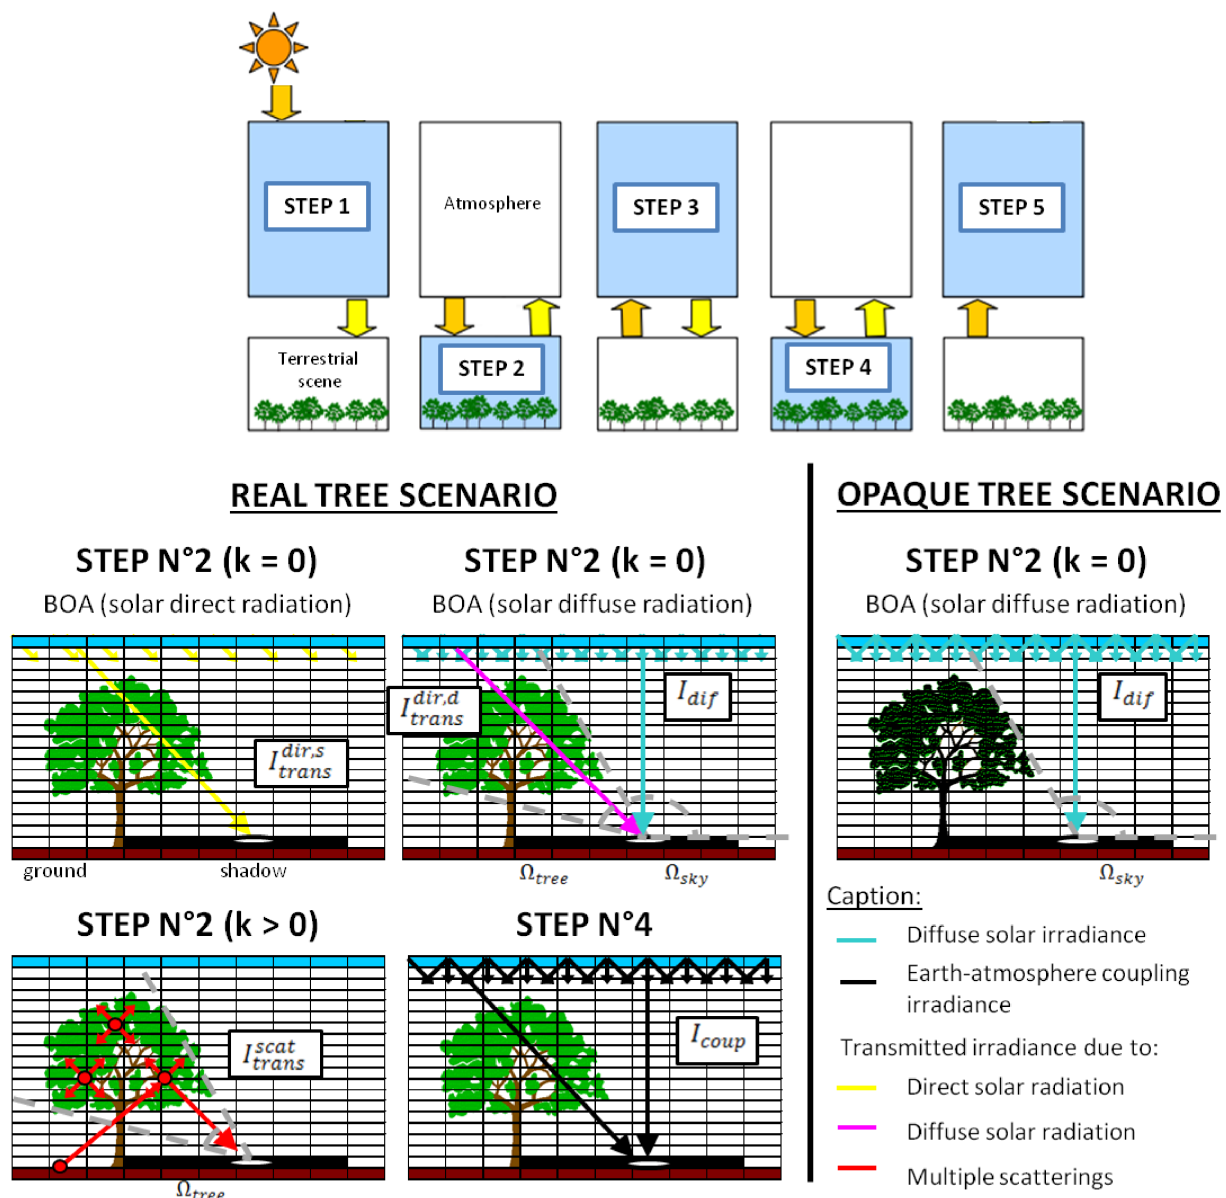 STEP 1
Atmosphere
STEP 3
STEP 5
Terrestrial
scene
STEP 2
STEP 4
REAL TREE SCENARIO
OPAQUE TREE SCENARIO
STEP N°2 (k = 0)
BOA (solar direct radiation)
STEP N°2 (k = 0)
BOA (solar diffuse radiation)
STEP N°2 (k = 0)
BOA (solar diffuse radiation)
I_{trans}^{dir,s}
ground
shadow
I_{trans}^{dir,d}
I_{dif}
Ω_{tree}
Ω_{sky}
I_{dif}
Ω_{sky}
STEP N°2 (k > 0)
I_{trans}^{scat}
Ω_{tree}
STEP N°4
I_{coup}
Caption:
Diffuse solar irradiance
Earth-atmosphere coupling
irradiance
Transmitted irradiance due to:
Direct solar radiation
Diffuse solar radiation
Multiple scatterings